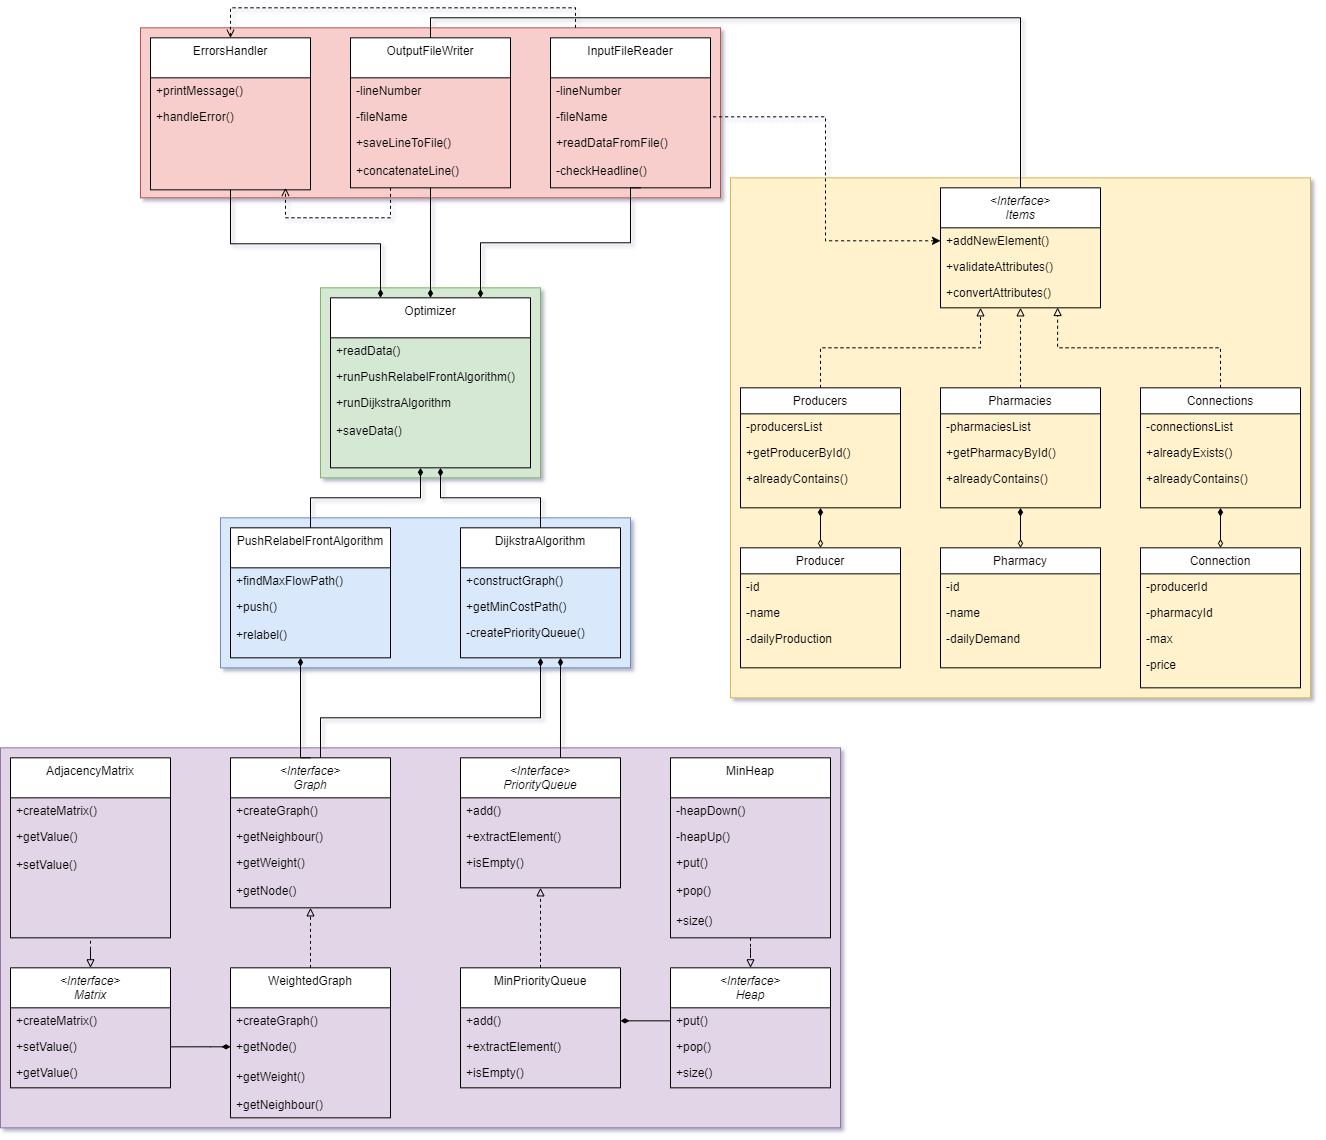 ErrorsHandler
+printMessage()
+handleError()
OutputFileWriter
-lineNumber
-fileName
+saveLineToFile()
+concatenateLine()
InputFileReader
-lineNumber
-fileName
+readDataFromFile()
-checkHeadline()
<Interface>
Items
+addNewElement()
+validateAttributes()
+convertAttributes()
Optimizer
+readData()
+runPushRelabelFrontAlgorithm()
+runDijkstraAlgorithm
+saveData()
Producers
-producersList
+getProducerById()
+alreadyContains()
Pharmacies
-pharmaciesList
+getPharmacyById()
+alreadyContains()
Connections
-connectionsList
+alreadyExists()
+alreadyContains()
Producer
-id
-name
-dailyProduction
Pharmacy
-id
-name
-dailyDemand
Connection
-producerId
-pharmacyId
-max
-price
PushRelabelFrontAlgorithm
+findMaxFlowPath()
+push()
+relabel()
DijkstraAlgorithm
+constructGraph()
+getMinCostPath()
-createPriorityQueue()
AdjacencyMatrix
+createMatrix()
+getValue()
+setValue()
<Interface>
Graph
+createGraph()
+getNeighbour()
+getWeight()
+getNode()
<Interface>
PriorityQueue
+add()
+extractElement()
+isEmpty()
MinHeap
-heapDown()
-heapUp()
+put()
+pop()
+size()
<Interface>
Matrix
+createMatrix()
+setValue()
+getValue()
WeightedGraph
+createGraph()
+getNode()
+getWeight()
+getNeighbour()
MinPriorityQueue
+add()
+extractElement()
+isEmpty()
<Interface>
Heap
+put()
+pop()
+size()